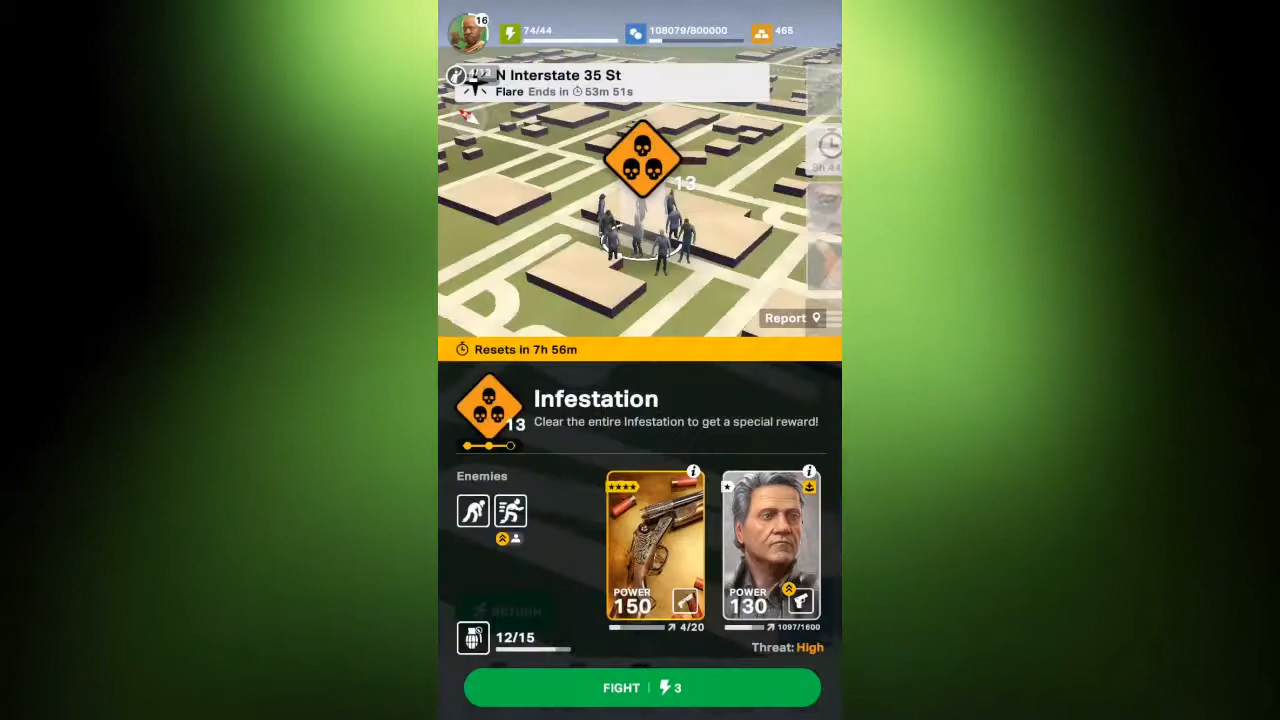 16
74/44
108079/800000
465
N Interstate 35 St
Flare Ends in 53m 51s
13
Report
Resets in 7h 56m
Infestation
13
Clear the entire Infestation to get a special reward!
Enemies
POWER
150
POWER
130
4/20
1097/1600
RETURN
12/15
Threat: High
FIGHT | 3